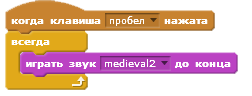 когда клавиша пробел нажата
всегда
играть звук medieval2 до конца